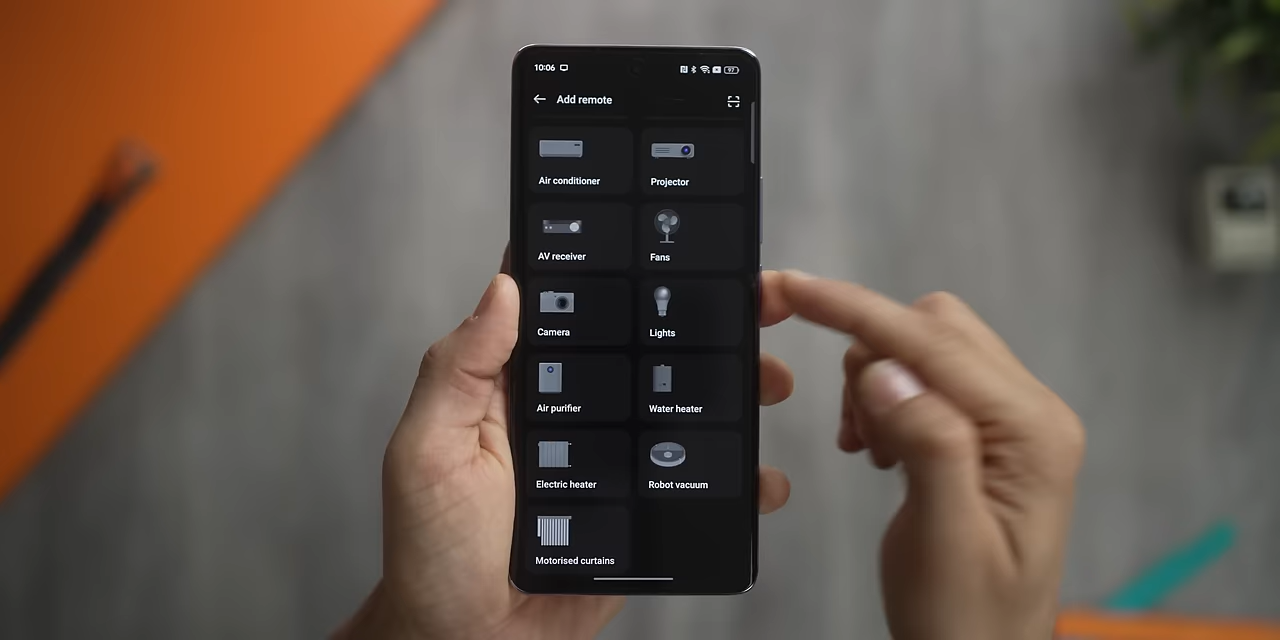 10:06 97
Add remote
Air conditioner Projector
AV receiver Fans
Camera Lights
Air purifier Water heater
Electric heater Robot vacuum
Motorised curtains